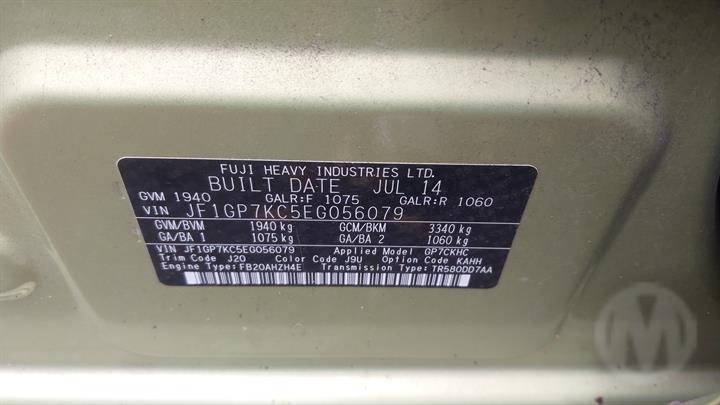 FUJI HEAVY INDUSTRIES LTD.
BUILT DATE JUL 14
GVM 1940 GALR:F 1075 GALR:R 1060
VIN JF1GP7KC5EG056079
GVM/BVM 1940 kg GCM/BKM 3340 kg
GA/BA 1 1075 kg GA/BA 2 1060 kg
VIN JF1GP7KC5EG056079 Applied Model GP7CKHC
Trim Code J20 Color Code J9U Option Code KAHH
Engine Type:FB20AHZH4E Transmission Type:TR580DD7AA
M